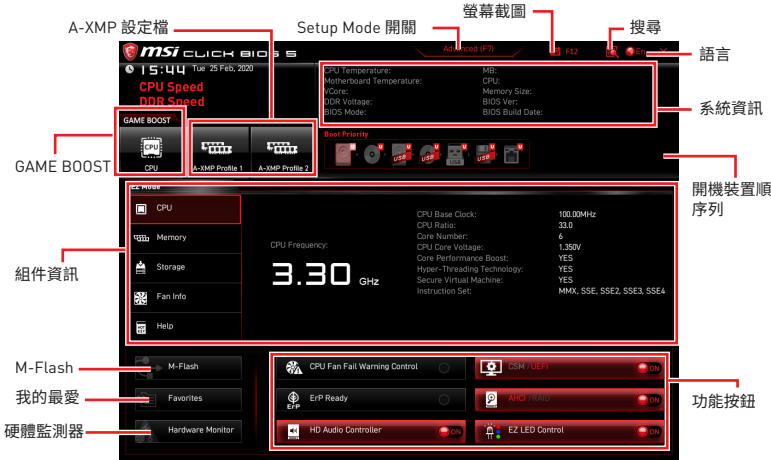 A-XMP 設定檔
Setup Mode 開關
螢幕截圖
搜尋
語言
系統資訊
GAME BOOST
開機裝置順
序列
組件資訊
M-Flash
我的最愛
硬體監測器
功能按鈕
msi CLICK BIOS 5
Advanced (F7)
F12
En
15:44 Tue 25 Feb, 2020
CPU Speed
DDR Speed
CPU Temperature:
Motherboard Temperature:
VCore:
DDR Voltage:
BIOS Mode:
MB:
CPU:
Memory Size:
BIOS Ver:
BIOS Build Date:
GAME BOOST
CPU
CPU
A-XMP Profile 1
A-XMP Profile 2
Boot Priority
U
U
USB U
USB U
USB U
USB U
U
EZ Mode
CPU
Memory
Storage
Fan Info
Help
CPU Frequency:
3.30 GHz
CPU Base Clock: 100.00MHz
CPU Ratio: 33.0
Core Number: 6
CPU Core Voltage: 1.350V
Core Performance Boost: YES
Hyper-Threading Technology: YES
Secure Virtual Machine: YES
Instruction Set: MMX, SSE, SSE2, SSE3, SSE4
M-Flash
Favorites
Hardware Monitor
CPU Fan Fail Warning Control
CSM /UEFI ON
ErP
ErP Ready
AHCI /RAID ON
HD Audio Controller ON
EZ LED Control ON